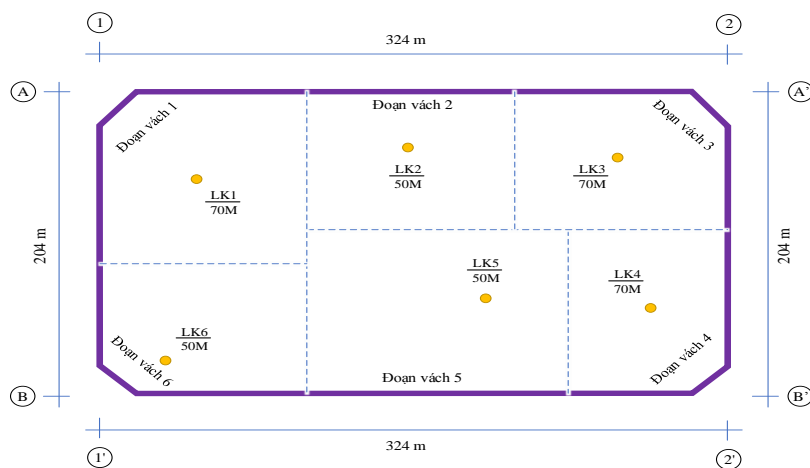 1
2
324 m
A
A'
Đoạn vách 1
Đoạn vách 2
Đoạn vách 3
LK1
70M
LK2
50M
LK3
70M
204 m
204 m
LK5
50M
LK4
70M
LK6
50M
Đoạn vách 6
Đoạn vách 5
Đoạn vách 4
B
B'
324 m
1'
2'